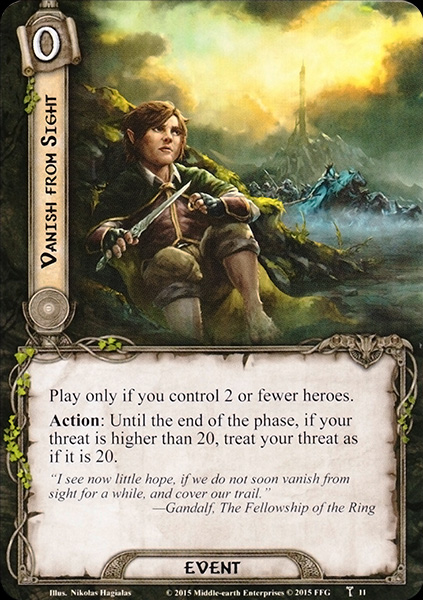 0
Vanish from Sight
Play only if you control 2 or fewer heroes.
Action: Until the end of the phase, if your
threat is higher than 20, treat your threat as
if it is 20.
“I see now little hope, if we do not soon vanish from
sight for a while, and cover our trail.”
—Gandalf, The Fellowship of the Ring
EVENT
Illus. Nikolas Hagialas © 2015 Middle-earth Enterprises © 2015 FFG 11